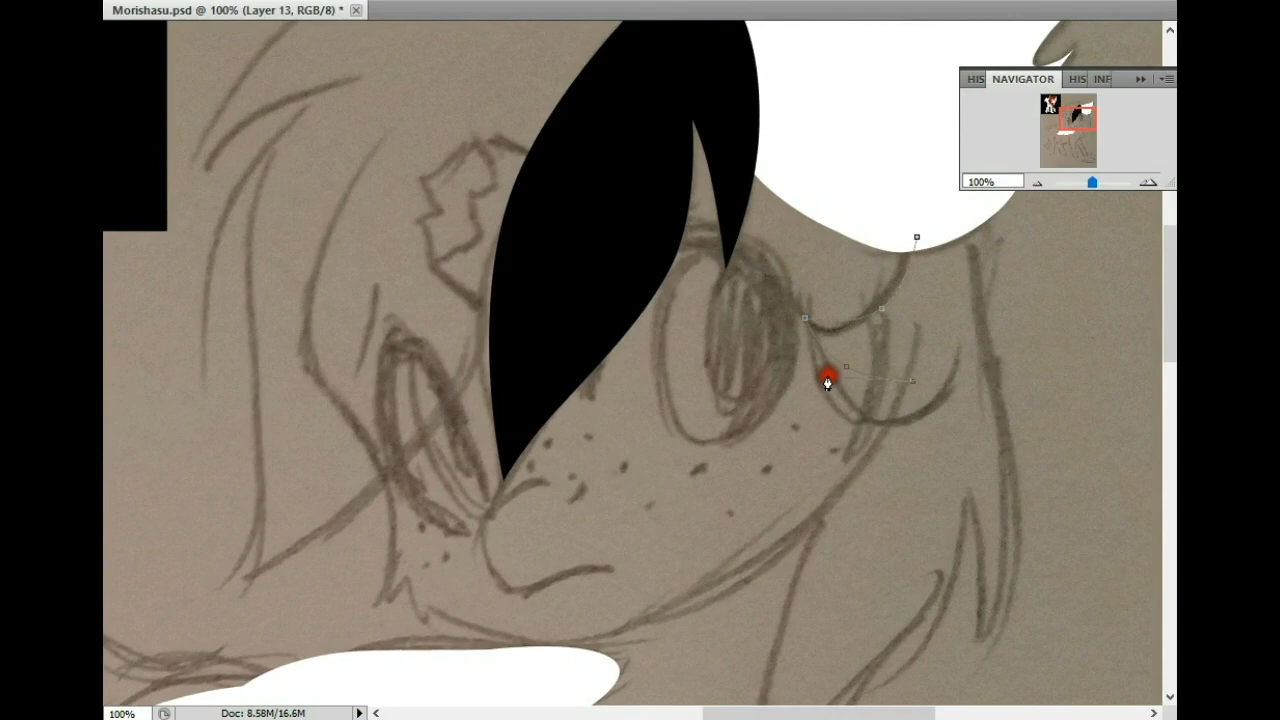 Morishasu.psd @ 100% (Layer 13, RGB/8) *
HIS NAVIGATOR HIS INF
100%
100% Doc: 8.58M/16.6M